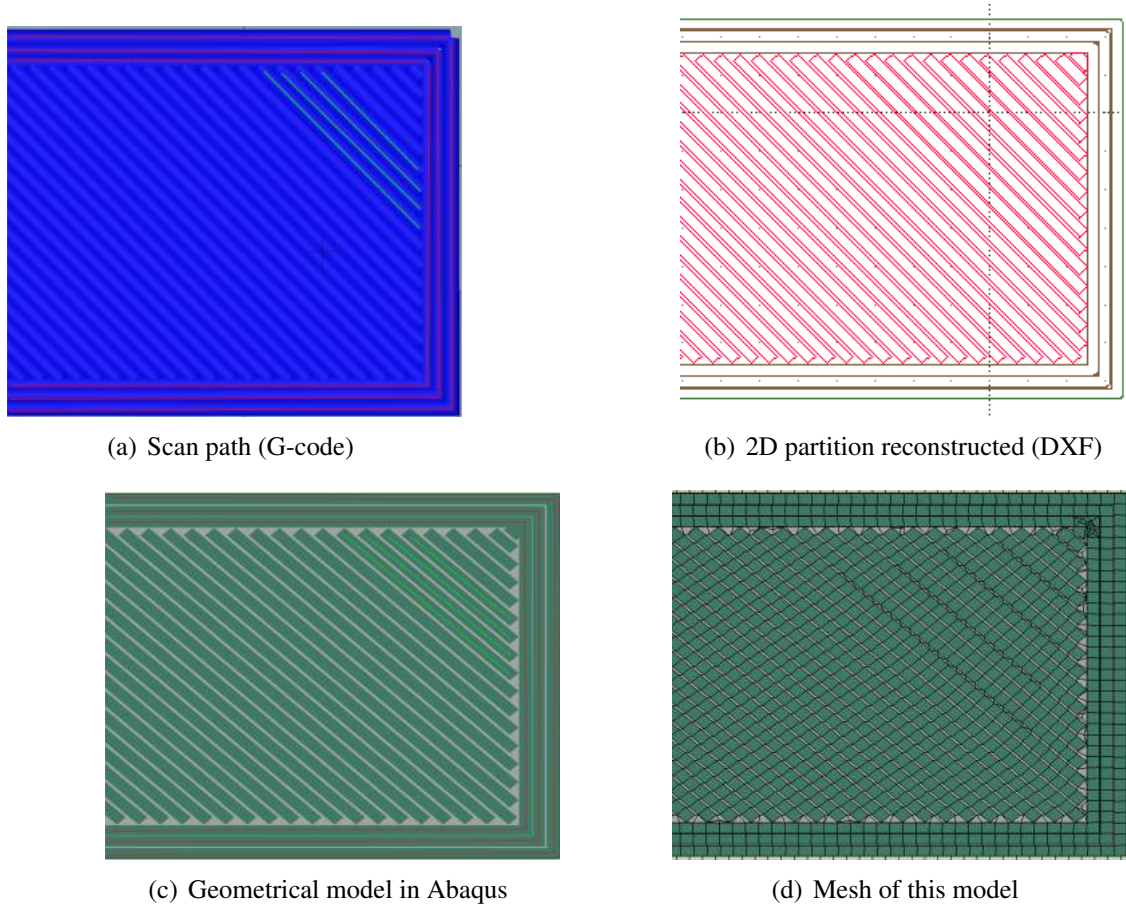 (a) Scan path (G-code)
(b) 2D partition reconstructed (DXF)
(c) Geometrical model in Abaqus
(d) Mesh of this model